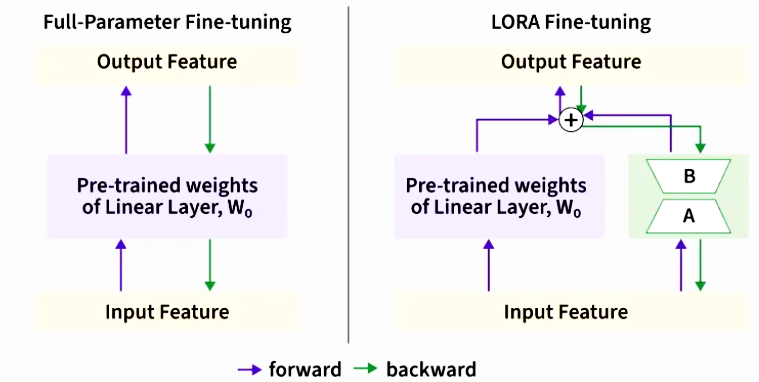 Full-Parameter Fine-tuning
Output Feature
Pre-trained weights
of Linear Layer, W₀
Input Feature
LORA Fine-tuning
Output Feature
+
Pre-trained weights
of Linear Layer, W₀
B
A
Input Feature
forward
backward